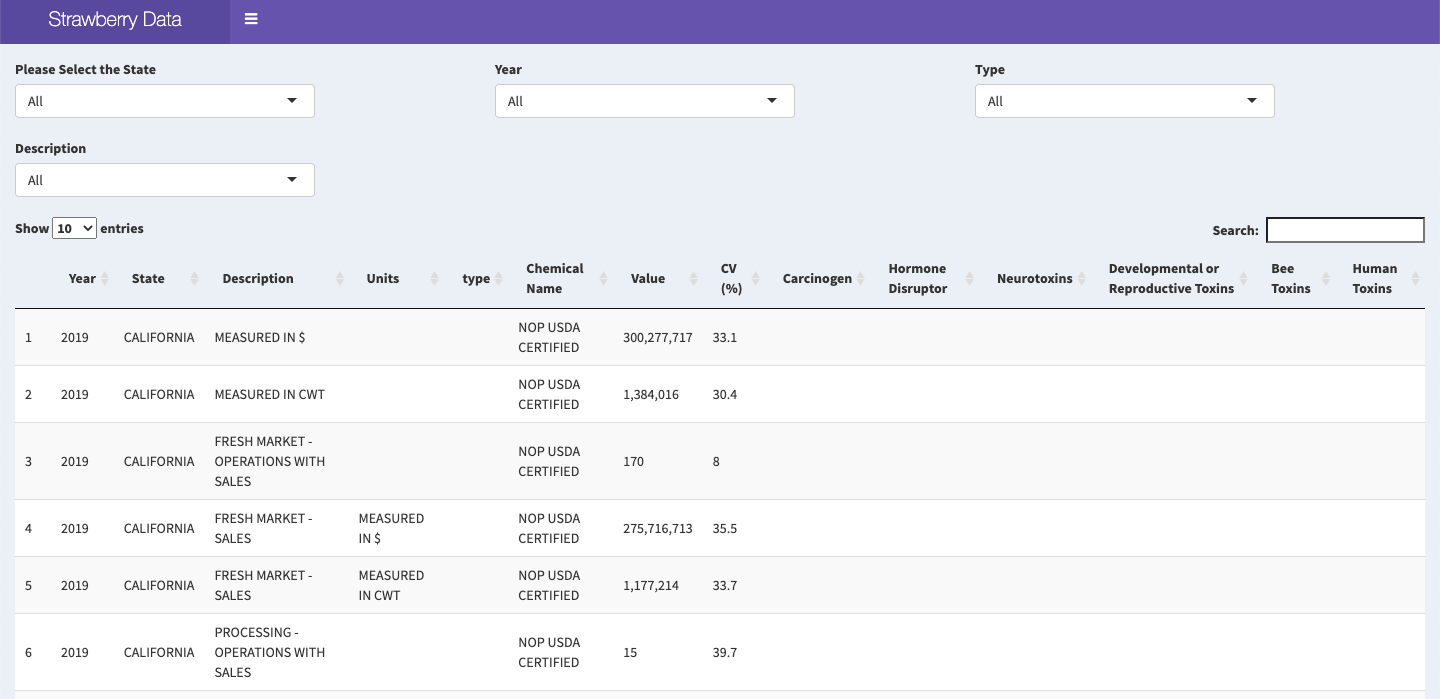 Strawberry Data
Please Select the State
Year
Type
All
All
All
Description
All
Show 10 entries
Search:
Year State Description Units type Chemical Name Value CV (%) Carcinogen Hormone Disruptor Neurotoxins Developmental or Reproductive Toxins Bee Toxins Human Toxins
1 2019 CALIFORNIA MEASURED IN $ NOP USDA CERTIFIED 300,277,717 33.1
2 2019 CALIFORNIA MEASURED IN CWT NOP USDA CERTIFIED 1,384,016 30.4
3 2019 CALIFORNIA FRESH MARKET - OPERATIONS WITH SALES NOP USDA CERTIFIED 170 8
4 2019 CALIFORNIA FRESH MARKET - SALES MEASURED IN $ NOP USDA CERTIFIED 275,716,713 35.5
5 2019 CALIFORNIA FRESH MARKET - SALES MEASURED IN CWT NOP USDA CERTIFIED 1,177,214 33.7
6 2019 CALIFORNIA PROCESSING - OPERATIONS WITH SALES NOP USDA CERTIFIED 15 39.7